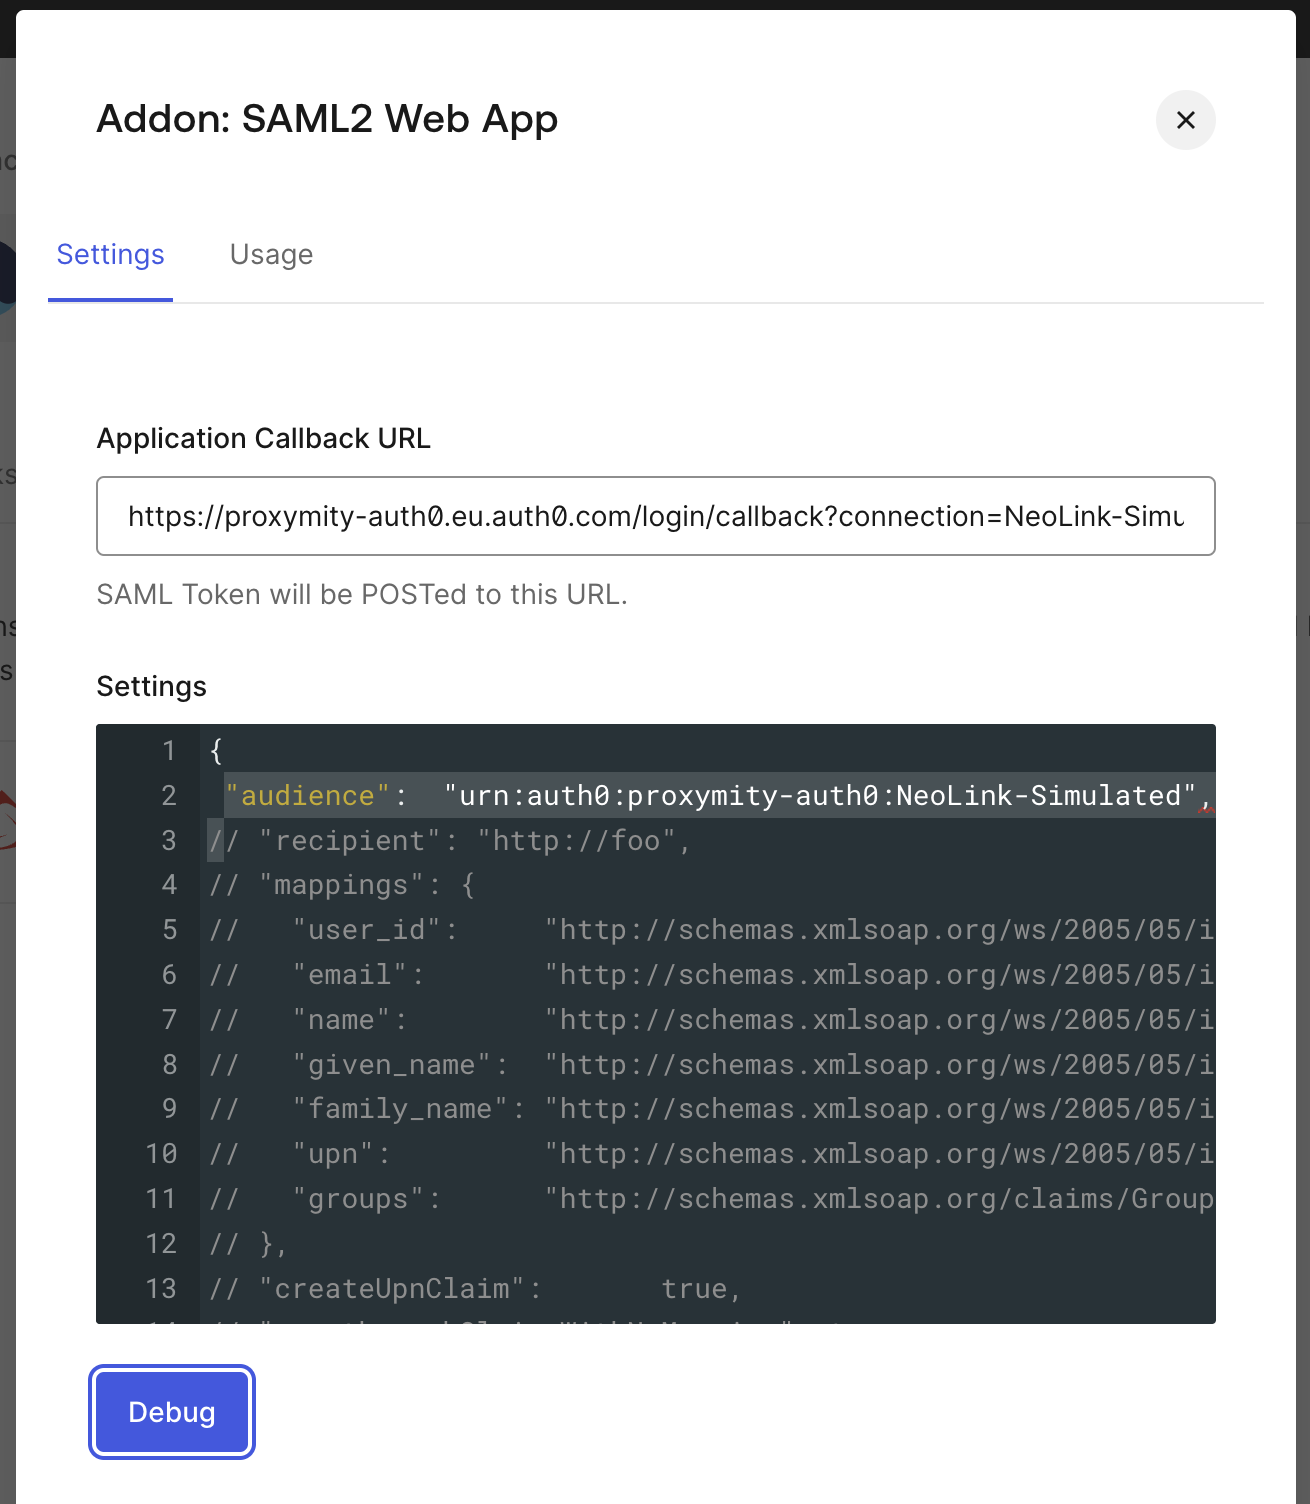 Addon: SAML2 Web App
Settings
Usage
Application Callback URL
https://proxymity-auth0.eu.auth0.com/login/callback?connection=NeoLink-Simu
SAML Token will be POSTed to this URL.
Settings
1 {
2 "audience":  "urn:auth0:proxymity-auth0:NeoLink-Simulated",
3 // "recipient": "http://foo",
4 // "mappings": {
5 //   "user_id":     "http://schemas.xmlsoap.org/ws/2005/05/i
6 //   "email":       "http://schemas.xmlsoap.org/ws/2005/05/i
7 //   "name":        "http://schemas.xmlsoap.org/ws/2005/05/i
8 //   "given_name":  "http://schemas.xmlsoap.org/ws/2005/05/i
9 //   "family_name": "http://schemas.xmlsoap.org/ws/2005/05/i
10 //   "upn":         "http://schemas.xmlsoap.org/ws/2005/05/i
11 //   "groups":      "http://schemas.xmlsoap.org/claims/Group
12 // },
13 // "createUpnClaim":       true,
Debug